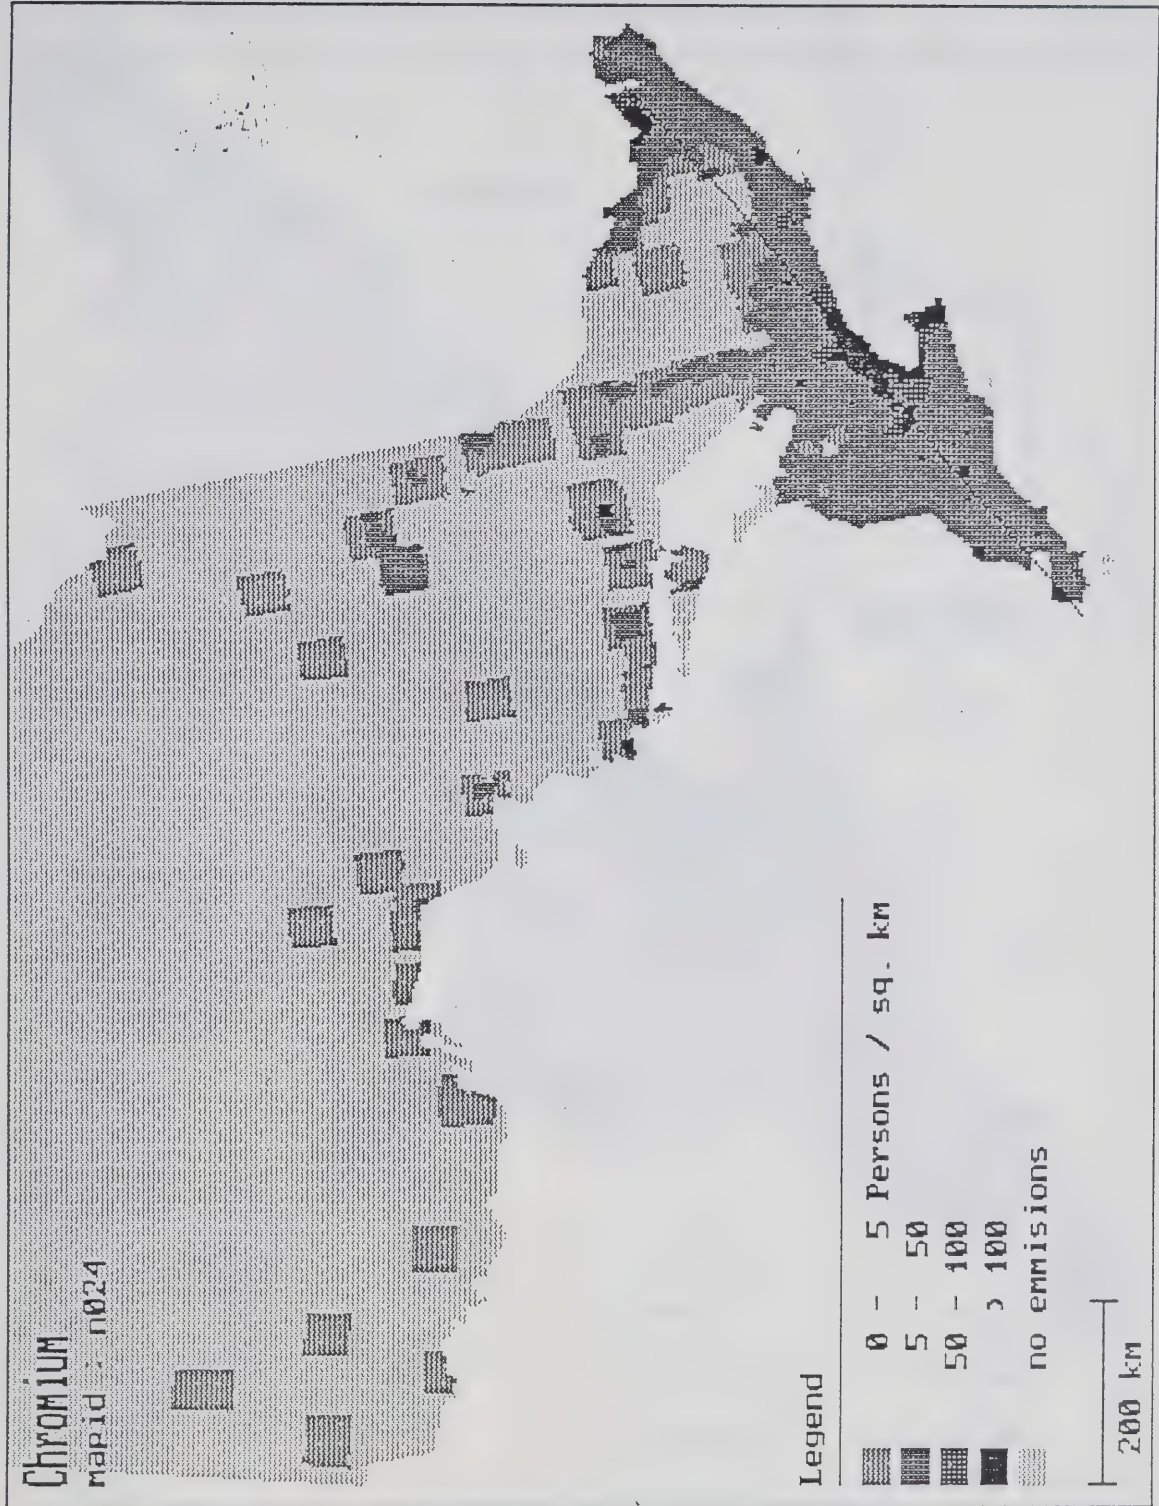 Chromium
mapid : n024
Legend
0 - 5 Persons / sq. km
5 - 50
50 - 100
> 100
no emmisions
200 km